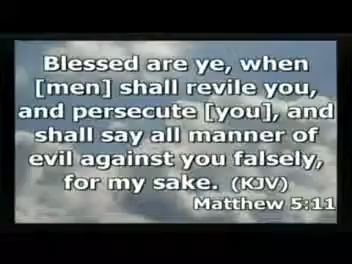 Blessed are ye, when
[men] shall revile you,
and persecute [you], and
shall say all manner of
evil against you falsely,
for my sake. (KJV)
Matthew 5:11